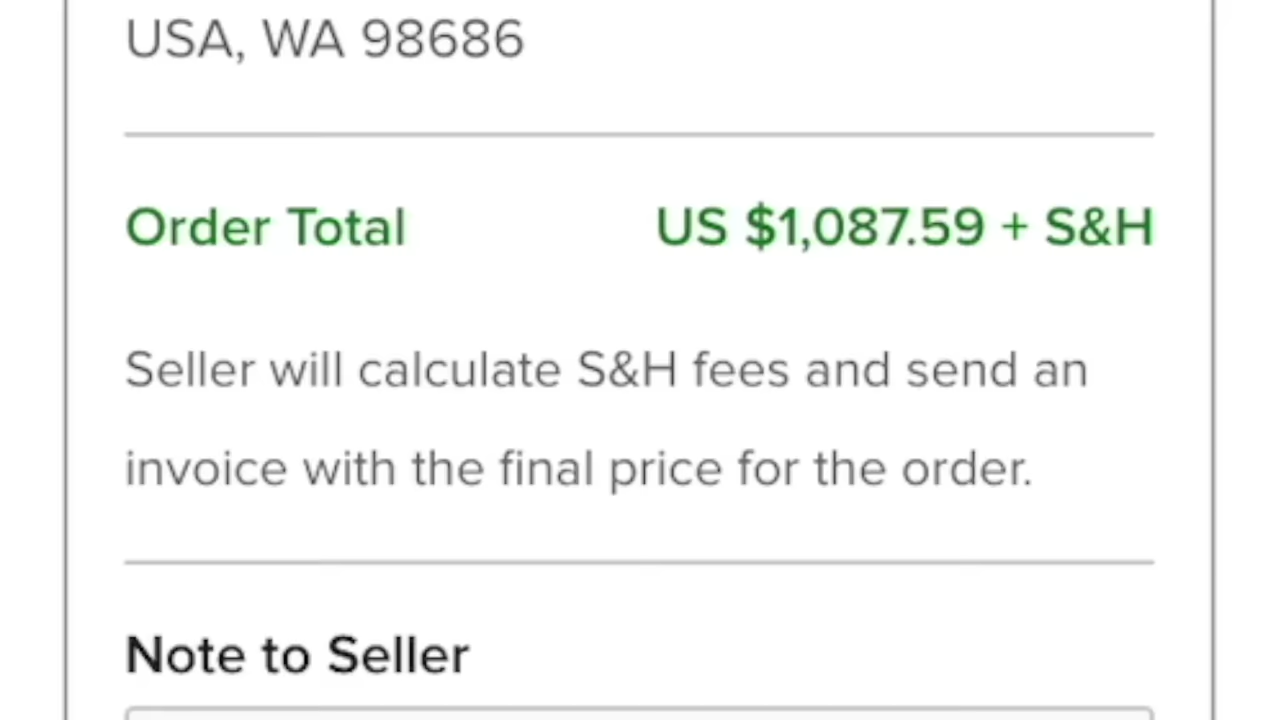 USA, WA 98686
Order Total US $1,087.59 + S&H
Seller will calculate S&H fees and send an
invoice with the final price for the order.
Note to Seller